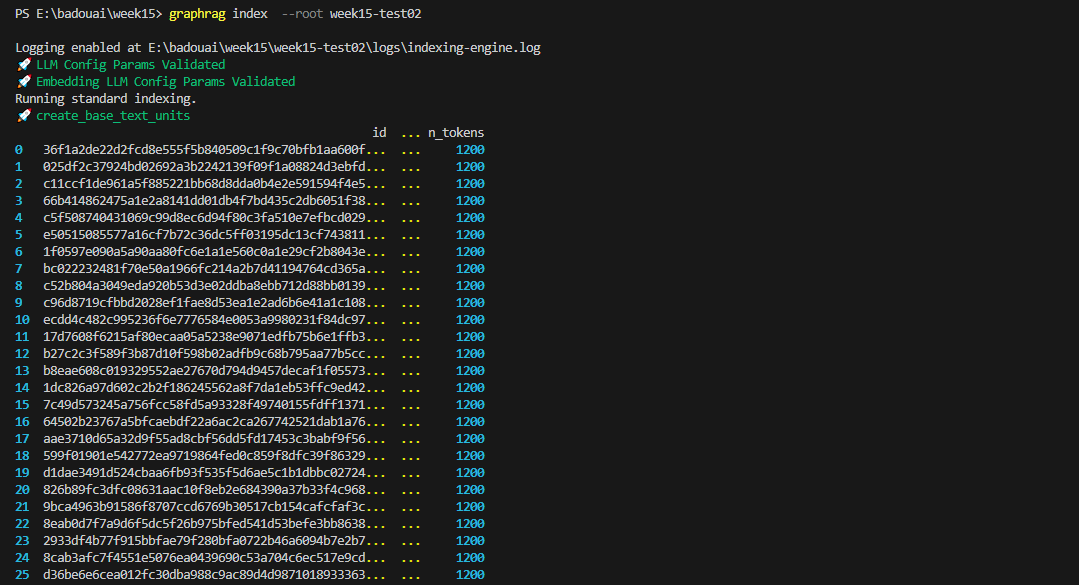 PS E:\badouai\week15> graphrag index  --root week15-test02
Logging enabled at E:\badouai\week15\week15-test02\logs\indexing-engine.log
🚀 LLM Config Params Validated
🚀 Embedding LLM Config Params Validated
Running standard indexing.
🚀 create_base_text_units
id  ... n_tokens
0   36f1a2de22d2fcd8e555f5b840509c1f9c70bfb1aa600f...  ...     1200
1   025df2c37924bd02692a3b2242139f09f1a08824d3ebfd...  ...     1200
2   c11ccf1de961a5f885221bb68d8dda0b4e2e591594f4e5...  ...     1200
3   66b414862475a1e2a8141dd01db4f7bd435c2db6051f38...  ...     1200
4   c5f508740431069c99d8ec6d94f80c3fa510e7efbcd029...  ...     1200
5   e50515085577a16cf7b72c36dc5ff03195dc13cf743811...  ...     1200
6   1f0597e090a5a90aa80fc6e1a1e560c0a1e29cf2b8043e...  ...     1200
7   bc022232481f70e50a1966fc214a2b7d41194764cd365a...  ...     1200
8   c52b804a3049eda920b53d3e02ddba8ebb712d88bb0139...  ...     1200
9   c96d8719cfbbd2028ef1fae8d53ea1e2ad6b6e41a1c108...  ...     1200
10  ecdd4c482c995236f6e7776584e0053a9980231f84dc97...  ...     1200
11  17d7608f6215af80ecaa05a5238e9071edfb75b6e1ffb3...  ...     1200
12  b27c2c3f589f3b87d10f598b02adfb9c68b795aa77b5cc...  ...     1200
13  b8eae608c019329552ae27670d794d9457decaf1f05573...  ...     1200
14  1dc826a97d602c2b2f186245562a8f7da1eb53ffc9ed42...  ...     1200
15  7c49d573245a756fcc58fd5a93328f49740155fdff1371...  ...     1200
16  64502b23767a5bfcaebdf22a6ac2ca267742521dab1a76...  ...     1200
17  aae3710d65a32d9f55ad8cbf56dd5fd17453c3babf9f56...  ...     1200
18  599f01901e542772ea9719864fed0c859f8dfc39f86329...  ...     1200
19  d1dae3491d524cbaa6fb93f535f5d6ae5c1b1dbbc02724...  ...     1200
20  826b89fc3dfc08631aac10f8eb2e684390a37b33f4c968...  ...     1200
21  9bca4963b91586f8707ccd6769b30517cb154cafcfaf3c...  ...     1200
22  8eab0d7f7a9d6f5dc5f26b975bfed541d53befe3bb8638...  ...     1200
23  2933df4b77f915bbfae79f280bfa0722b46a6094b7e2b7...  ...     1200
24  8cab3afc7f4551e5076ea0439690c53a704c6ec517e9cd...  ...     1200
25  d36be6e6cea012fc30dba988c9ac89d4d9871018933363...  ...     1200